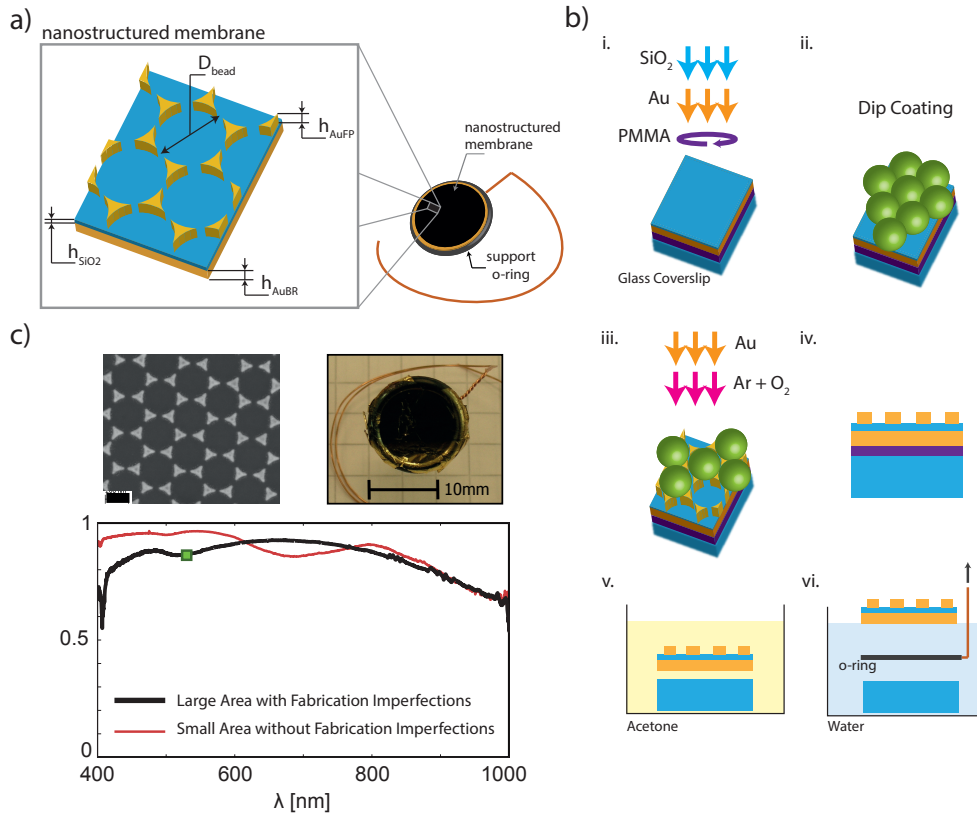 a)
nanostructured membrane
D_bead
h_AuFP
h_SiO2
h_AuBR
nanostructured
membrane
support
o-ring
b)
i.
SiO₂
Au
PMMA
Glass Coverslip
ii.
Dip Coating
iii.
Au
Ar + O₂
iv.
v.
Acetone
vi.
o-ring
Water
c)
10mm
1
0.5
0
Large Area with Fabrication Imperfections
Small Area without Fabrication Imperfections
400
600
800
1000
λ [nm]